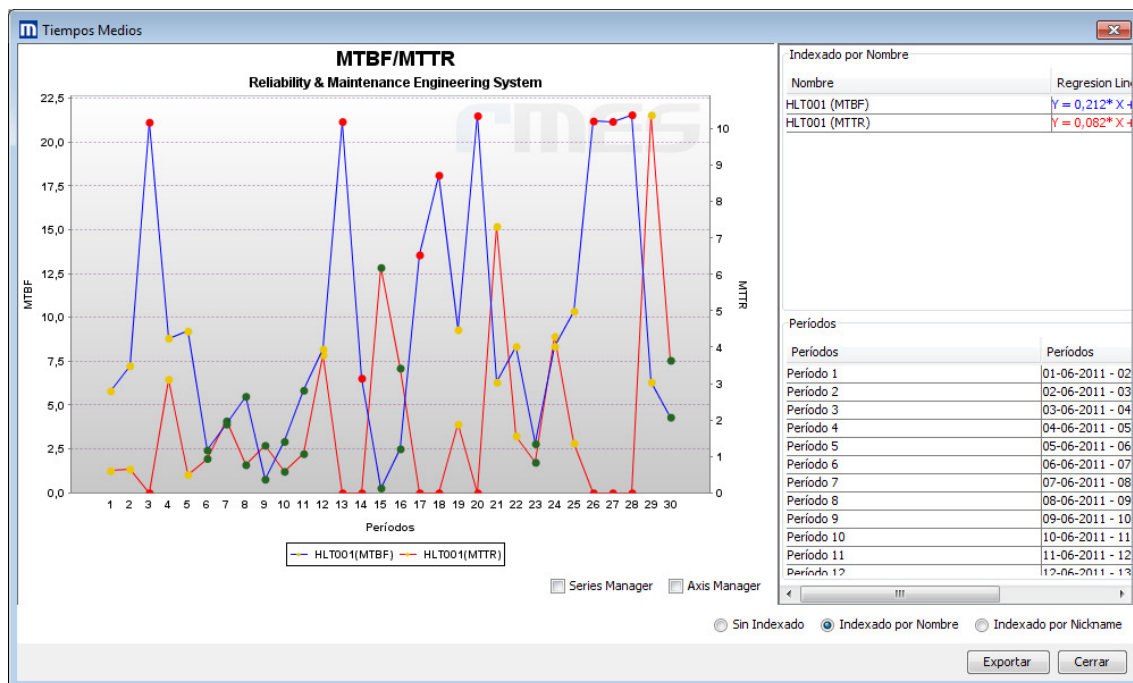 m Tiempos Medios
MTBF/MTTR
Reliability & Maintenance Engineering System
rmes
22,5
20,0
17,5
15,0
12,5
10,0
7,5
5,0
2,5
0,0
MTBF
10
9
8
7
6
5
4
3
2
1
0
MTTR
1 2 3 4 5 6 7 8 9 10 11 12 13 14 15 16 17 18 19 20 21 22 23 24 25 26 27 28 29 30
Períodos
HLT001(MTBF) HLT001(MTTR)
Series Manager Axis Manager
Indexado por Nombre
Nombre Regresion Line
HLT001 (MTBF) Y = 0,212* X +
HLT001 (MTTR) Y = 0,082* X +
Períodos
Períodos Períodos
Período 1 01-06-2011 - 02
Período 2 02-06-2011 - 03
Período 3 03-06-2011 - 04
Período 4 04-06-2011 - 05
Período 5 05-06-2011 - 06
Período 6 06-06-2011 - 07
Período 7 07-06-2011 - 08
Período 8 08-06-2011 - 09
Período 9 09-06-2011 - 10
Período 10 10-06-2011 - 11
Período 11 11-06-2011 - 12
Período 12 12-06-2011 - 13
Sin Indexado Indexado por Nombre Indexado por Nickname
Exportar Cerrar